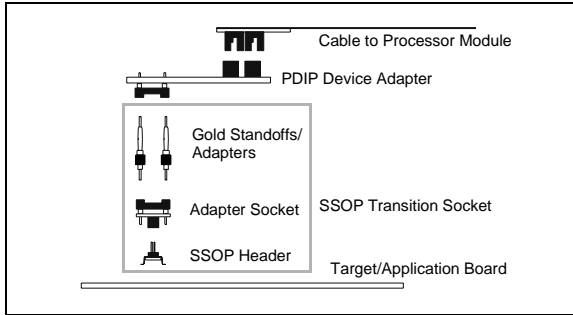 Cable to Processor Module
PDIP Device Adapter
Gold Standoffs/
Adapters
Adapter Socket
SSOP Transition Socket
SSOP Header
Target/Application Board